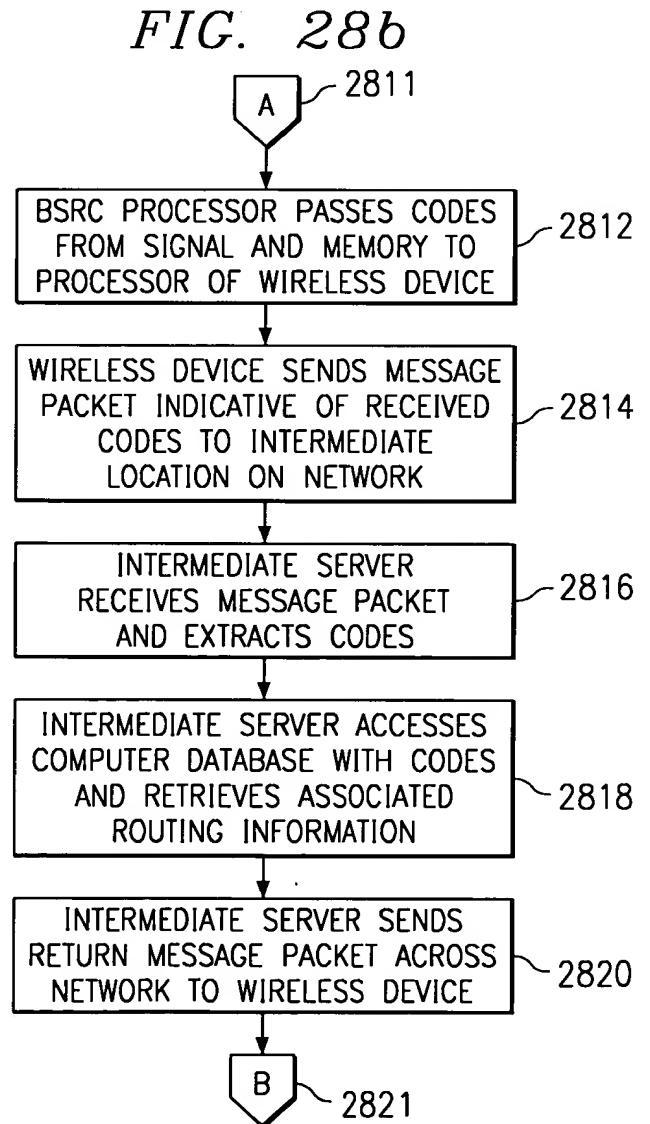 FIG. 28b
A
2811
BSRC PROCESSOR PASSES CODES
FROM SIGNAL AND MEMORY TO
PROCESSOR OF WIRELESS DEVICE
2812
WIRELESS DEVICE SENDS MESSAGE
PACKET INDICATIVE OF RECEIVED
CODES TO INTERMEDIATE
LOCATION ON NETWORK
2814
INTERMEDIATE SERVER
RECEIVES MESSAGE PACKET
AND EXTRACTS CODES
2816
INTERMEDIATE SERVER ACCESSES
COMPUTER DATABASE WITH CODES
AND RETRIEVES ASSOCIATED
ROUTING INFORMATION
2818
INTERMEDIATE SERVER SENDS
RETURN MESSAGE PACKET ACROSS
NETWORK TO WIRELESS DEVICE
2820
B
2821